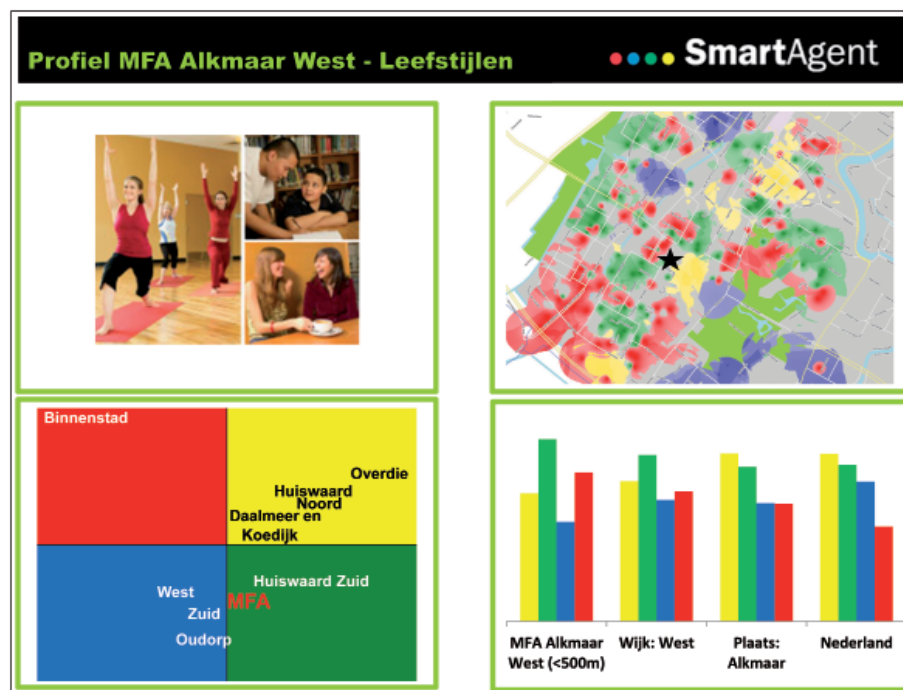 Profiel MFA Alkmaar West - Leefstijlen
SmartAgent
Binnenstad
Overdie
Huiswaard
Noord
Daalmeer en
Koedijk
Huiswaard Zuid
West
MFA
Zuid
Oudorp
MFA Alkmaar
West (<500m)
Wijk: West
Plaats:
Alkmaar
Nederland